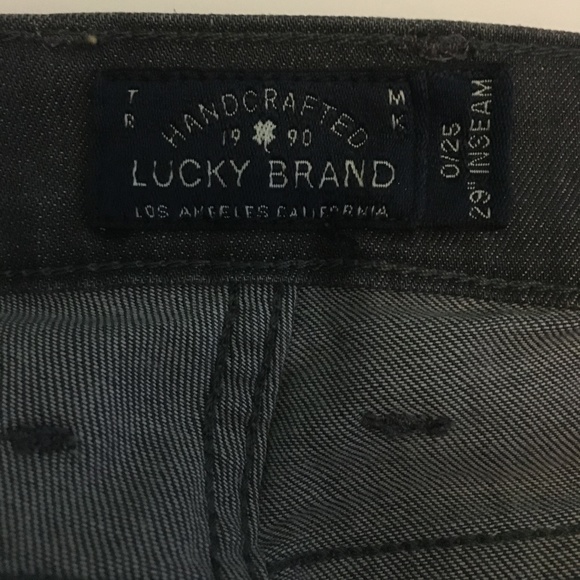 TR MK
HANDCRAFTED
19 90
LUCKY BRAND
LOS ANGELES CALIFORNIA
0/25
29" INSEAM